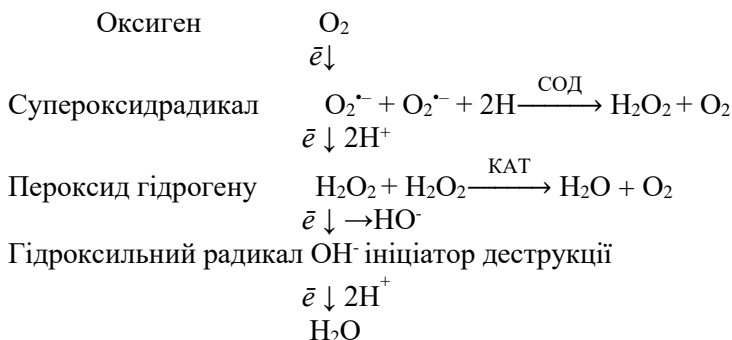 Оксиген O₂
ē↓
Супероксидрадикал O₂•⁻ + O₂•⁻ + 2H —СОД→ H₂O₂ + O₂
ē ↓ 2H⁺
Пероксид гідрогену H₂O₂ + H₂O₂ —КАТ→ H₂O + O₂
ē ↓ →HO⁻
Гідроксильний радикал OH⁻ ініціатор деструкції
ē ↓ 2H⁺
H₂O